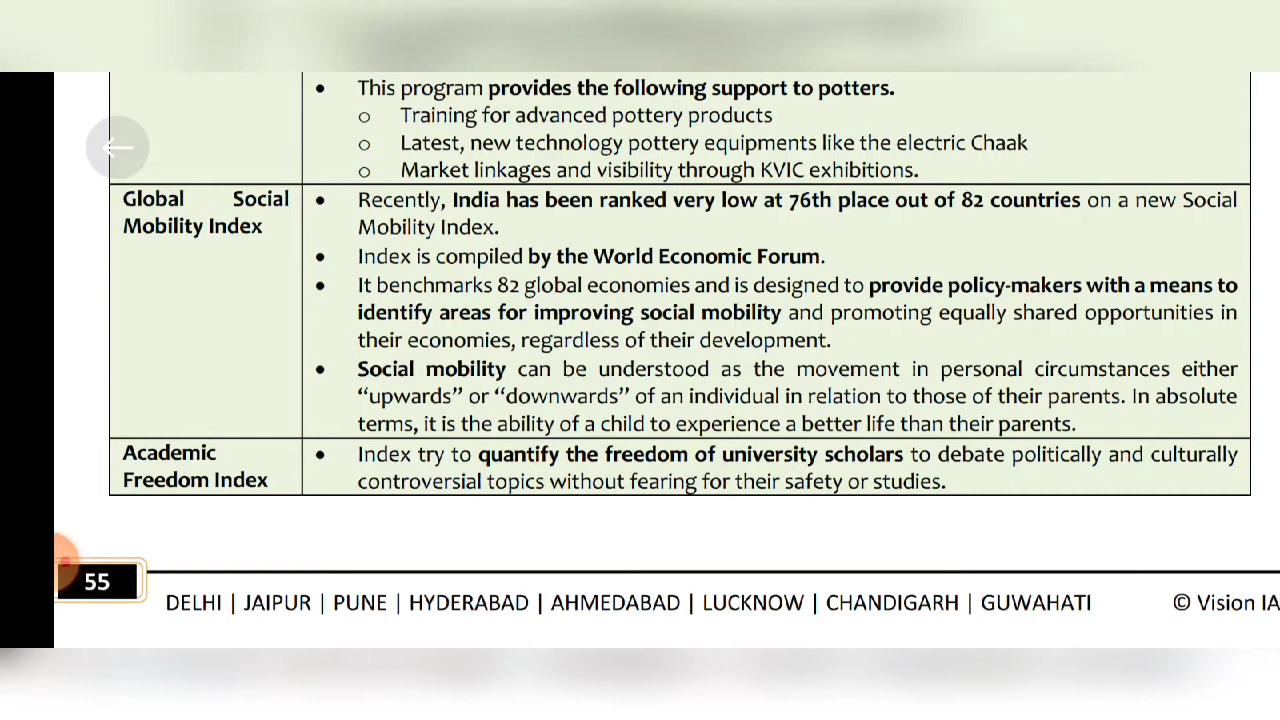 • This program provides the following support to potters.
o Training for advanced pottery products
o Latest, new technology pottery equipments like the electric Chaak
o Market linkages and visibility through KVIC exhibitions.
Global Social
Mobility Index
• Recently, India has been ranked very low at 76th place out of 82 countries on a new Social
Mobility Index.
• Index is compiled by the World Economic Forum.
• It benchmarks 82 global economies and is designed to provide policy-makers with a means to
identify areas for improving social mobility and promoting equally shared opportunities in
their economies, regardless of their development.
• Social mobility can be understood as the movement in personal circumstances either
“upwards” or “downwards” of an individual in relation to those of their parents. In absolute
terms, it is the ability of a child to experience a better life than their parents.
Academic
Freedom Index
• Index try to quantify the freedom of university scholars to debate politically and culturally
controversial topics without fearing for their safety or studies.
55
DELHI | JAIPUR | PUNE | HYDERABAD | AHMEDABAD | LUCKNOW | CHANDIGARH | GUWAHATI
© Vision IA